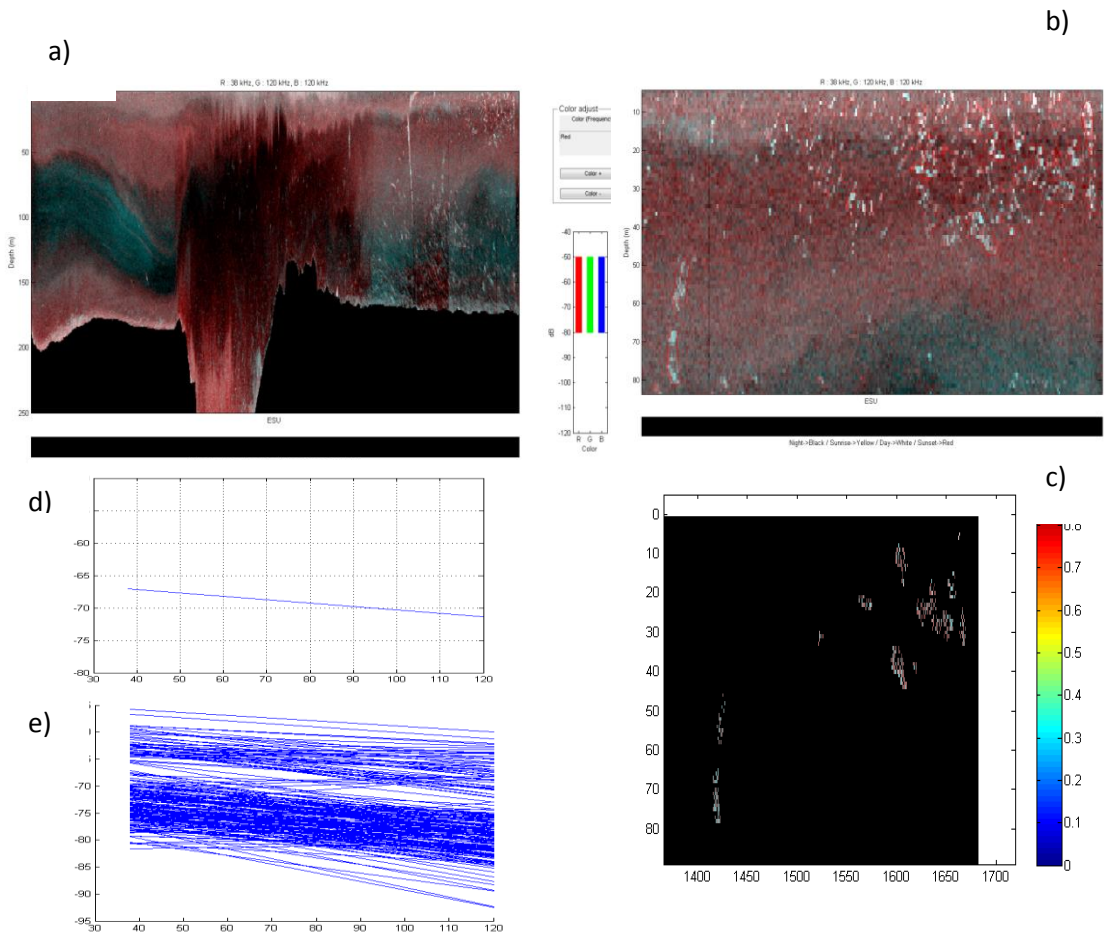 a)
b)
R : 38 kHz, G : 120 kHz, B : 120 kHz
50
100
150
200
250
Depth (m)
ESU
Color adjust
Color (Frequenc
Red
Color +
Color -
-40
-50
-60
-70
-80
-90
-100
-110
-120
dB
R G B
Color
R : 38 kHz, G : 120 kHz, B : 120 kHz
10
20
30
40
50
60
70
80
Depth (m)
ESU
Night->Black / Sunrise->Yellow / Day->White / Sunset->Red
d)
-60
-65
-70
-75
-80
30 40 50 60 70 80 90 100 110 120
c)
0
10
20
30
40
50
60
70
80
1400 1450 1500 1550 1600 1650 1700
0.7
0.6
0.5
0.4
0.3
0.2
0.1
0
e)
-70
-75
-80
-85
-90
-95
30 40 50 60 70 80 90 100 110 120